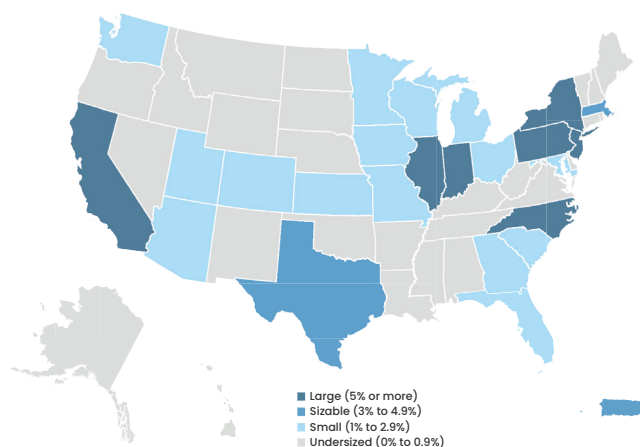 Large (5% or more)
Sizable (3% to 4.9%)
Small (1% to 2.9%)
Undersized (0% to 0.9%)